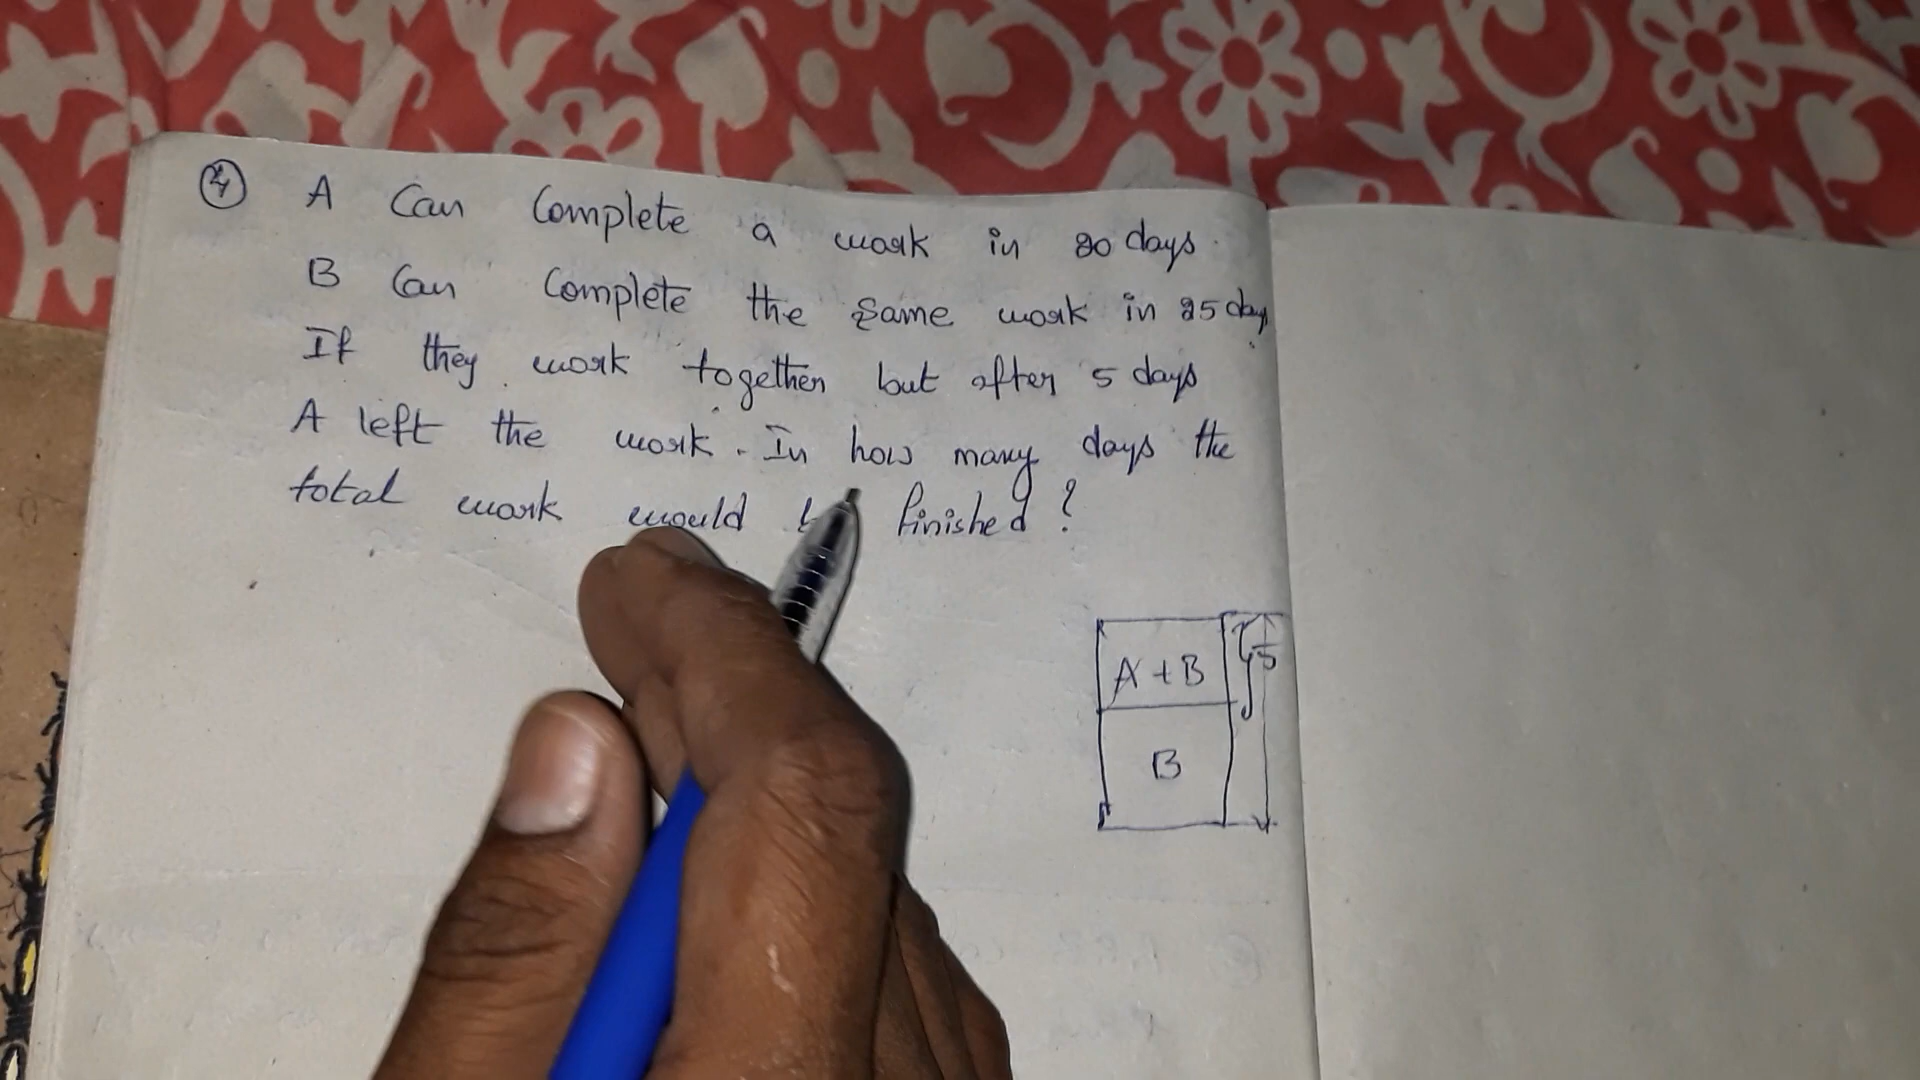 4 A Can Complete a work in 20 days.
B Can Complete the same work in 25 days
If they work together but after 5 days
A left the work. In how many days the
total work would finished ?
A + B
5
B